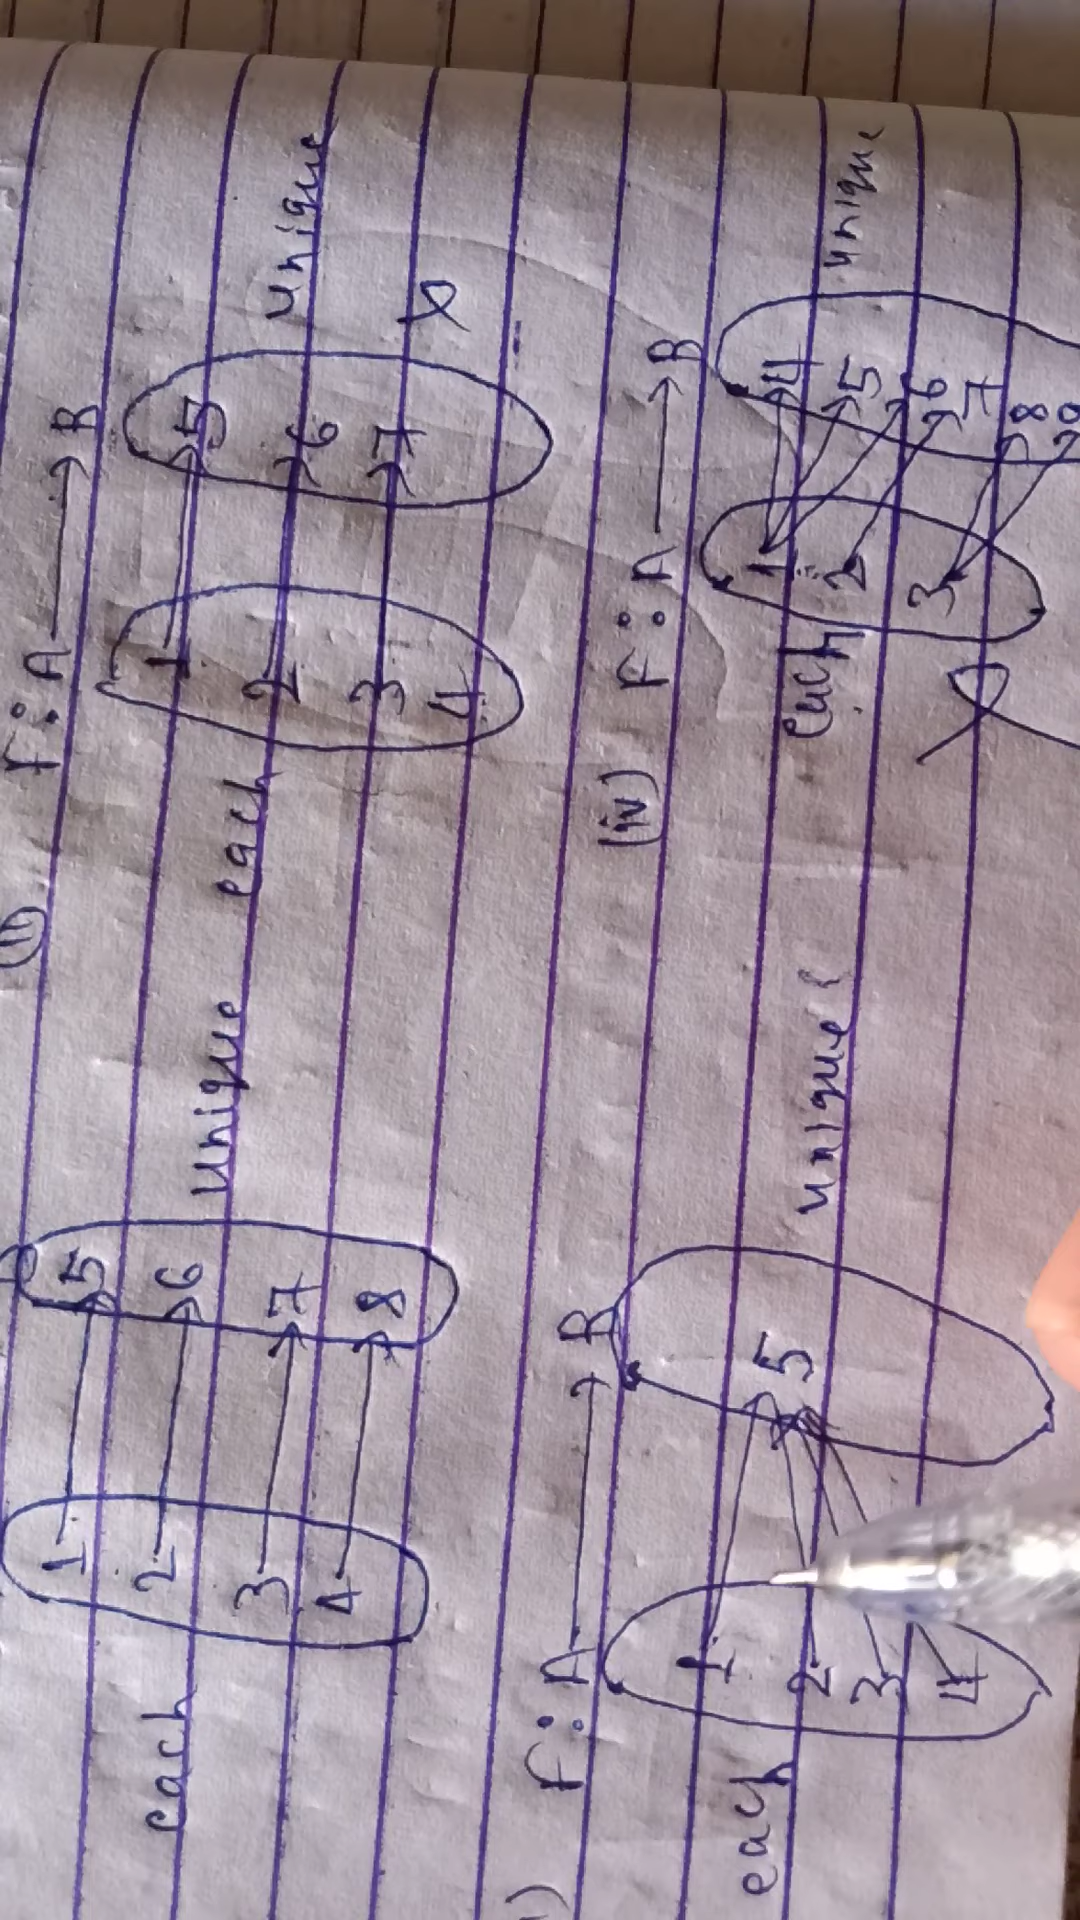 (ii) F : A → B
1 5
2 6
3 7
4 8
each unique
1 5
2 6
3 7
4
each unique
F : A → B
1 5
2
3
4
each unique
(iv) F : A → B
1 4
2 5
3 6
7
8
9
each unique